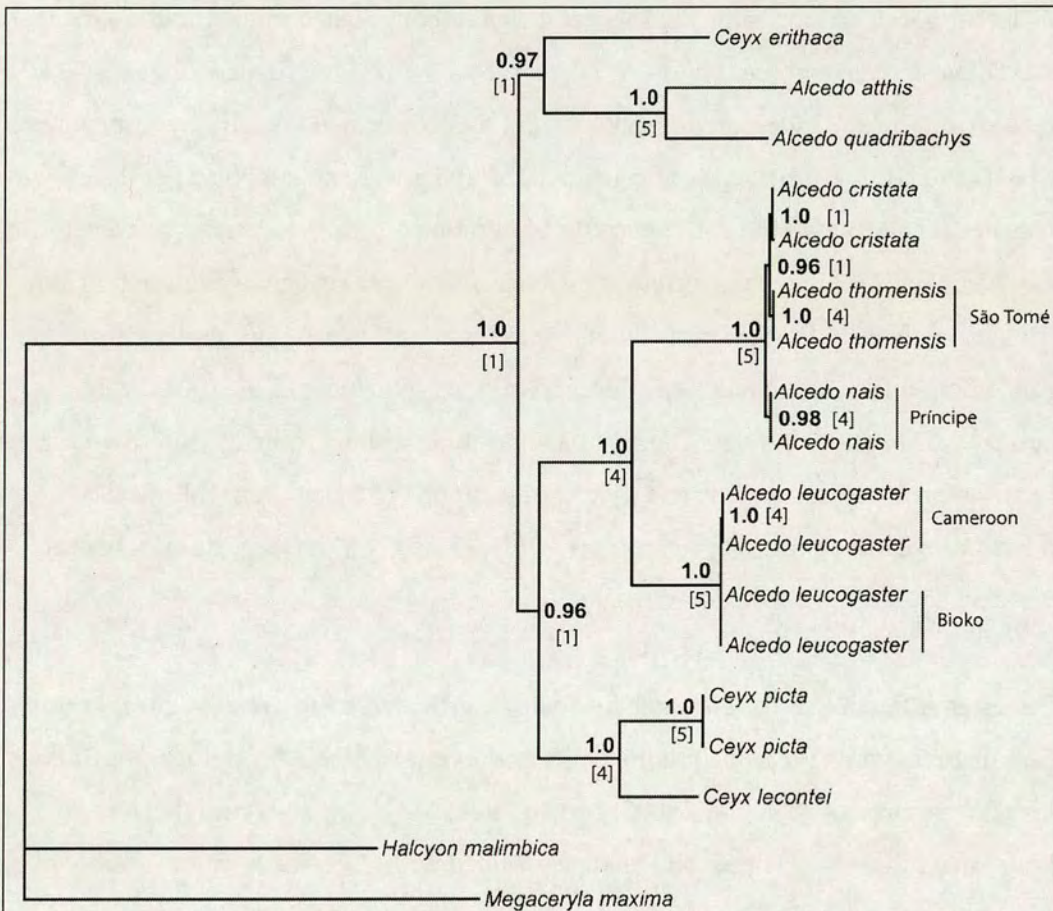 Ceyx erithaca
0.97
[1]
Alcedo atthis
1.0
[5]
Alcedo quadribachys
Alcedo cristata
1.0 [1]
Alcedo cristata
0.96 [1]
Alcedo thomensis
1.0 [4]
São Tomé
Alcedo thomensis
1.0
[1]
1.0
[5]
Alcedo nais
0.98 [4]
Príncipe
Alcedo nais
1.0
[4]
Alcedo leucogaster
1.0 [4]
Cameroon
Alcedo leucogaster
1.0
[5]
Alcedo leucogaster
Bioko
Alcedo leucogaster
0.96
[1]
Ceyx picta
1.0
[5]
Ceyx picta
1.0
[4]
Ceyx lecontei
Halcyon malimbica
Megaceryla maxima